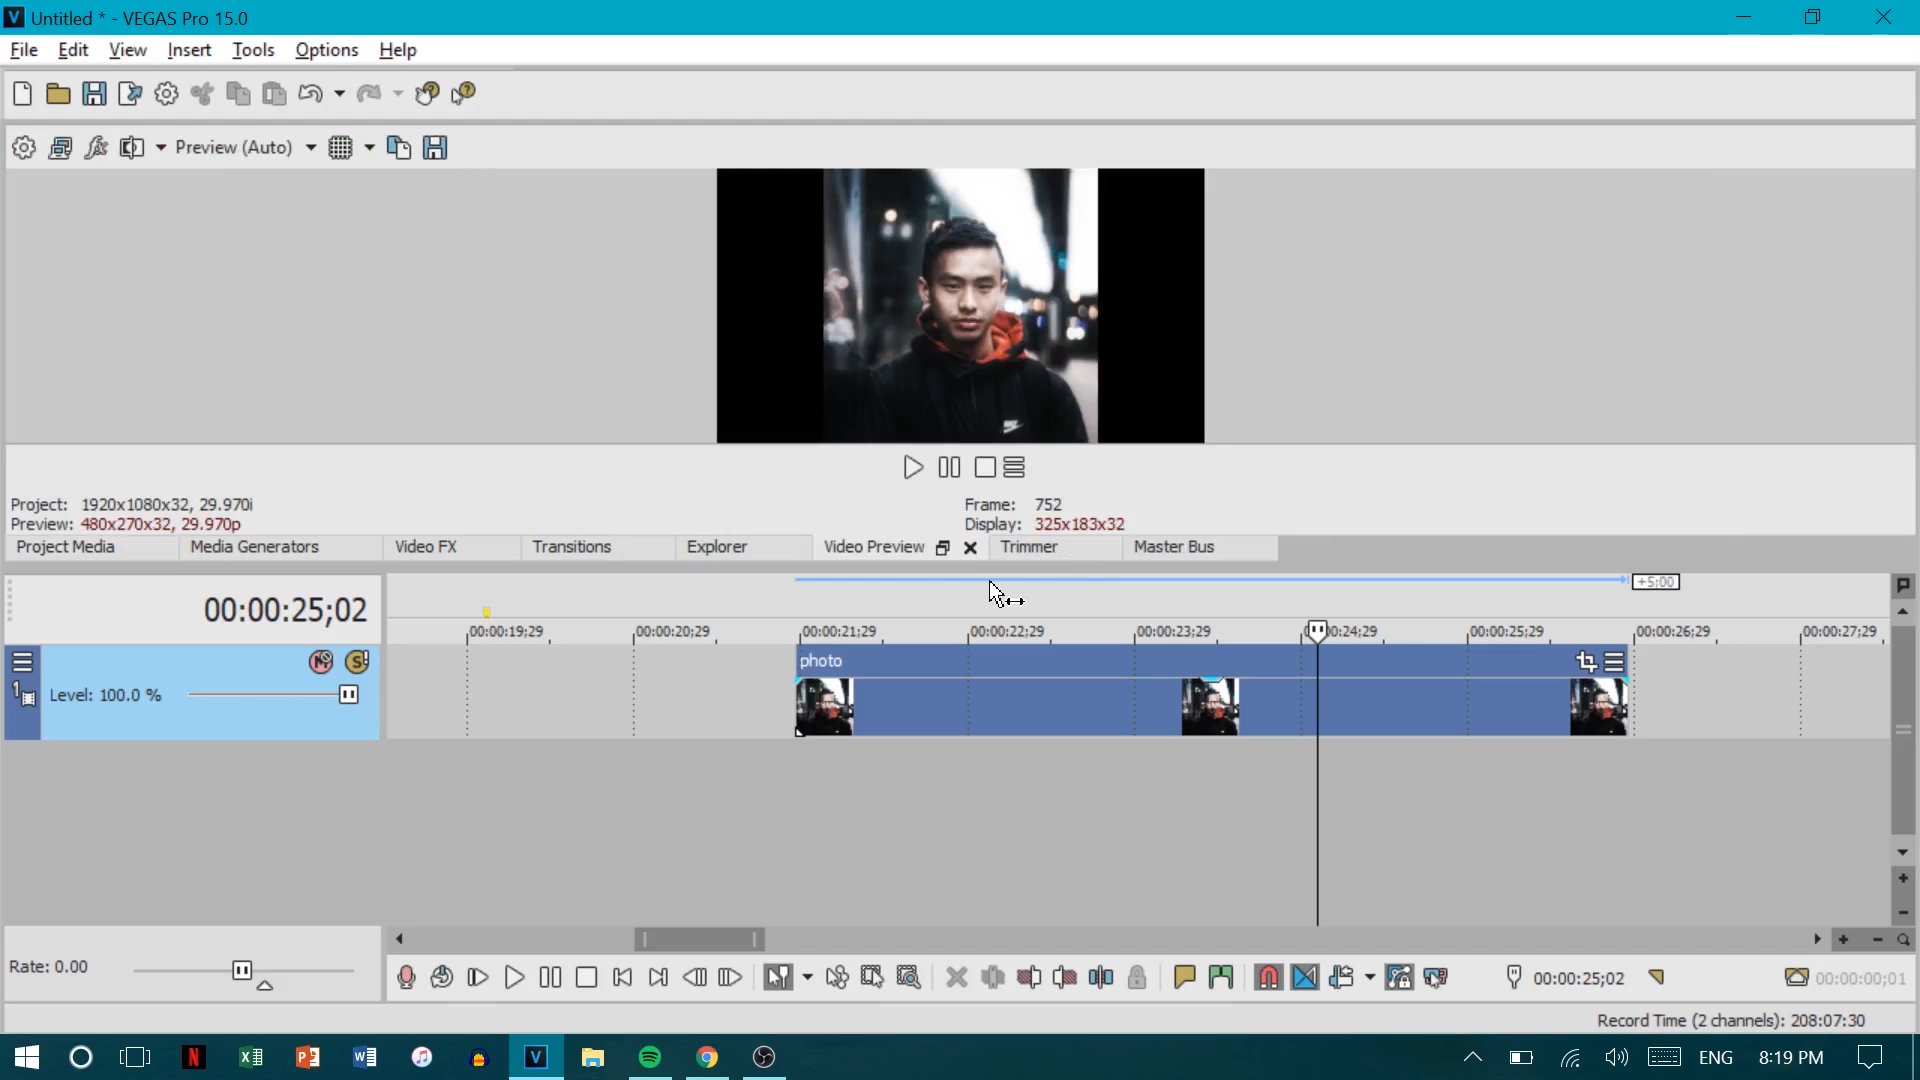 Untitled * - VEGAS Pro 15.0
File Edit View Insert Tools Options Help
Preview (Auto)
Project: 1920x1080x32, 29.970i
Frame: 752
Preview: 480x270x32, 29.970p
Display: 325x183x32
Project Media Media Generators Video FX Transitions Explorer Video Preview Trimmer Master Bus
+5;00
00:00:25;02
00:00:19;29 00:00:20;29 00:00:21;29 00:00:22;29 00:00:23;29 00:00:24;29 00:00:25;29 00:00:26;29 00:00:27;29
photo
1 Level: 100.0 %
Rate: 0.00
00:00:25;02
00:00:00;01
Record Time (2 channels): 208:07:30
ENG 8:19 PM